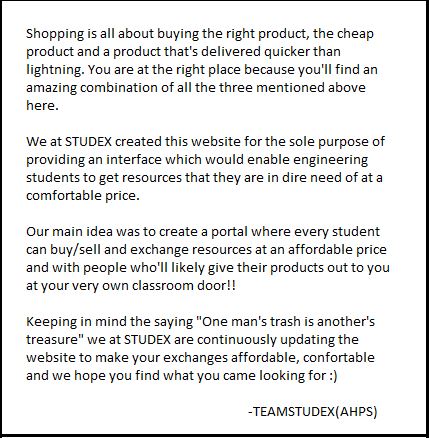 Shopping is all about buying the right product, the cheap
product and a product that's delivered quicker than
lightning. You are at the right place because you'll find an
amazing combination of all the three mentioned above
here.
We at STUDEX created this website for the sole purpose of
providing an interface which would enable engineering
students to get resources that they are in dire need of at a
comfortable price.
Our main idea was to create a portal where every student
can buy/sell and exchange resources at an affordable price
and with people who'll likely give their products out to you
at your very own classroom door!!
Keeping in mind the saying "One man's trash is another's
treasure" we at STUDEX are continuously updating the
website to make your exchanges affordable, confortable
and we hope you find what you came looking for :)
-TEAMSTUDEX(AHPS)